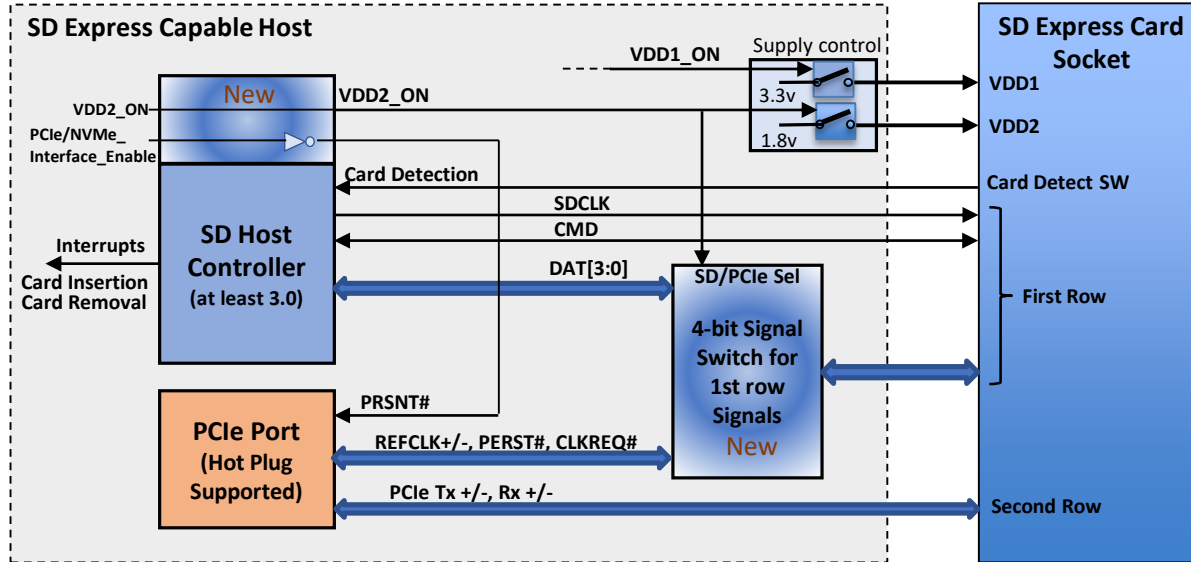 SD Express Capable Host
SD Express Card
Socket
Supply control
VDD1_ON
3.3v
VDD1
New
VDD2_ON
VDD2_ON
1.8v
VDD2
PCIe/NVMe_
Interface_Enable
Card Detection
Card Detect SW
SDCLK
CMD
SD Host
Controller
(at least 3.0)
Interrupts
Card Insertion
Card Removal
DAT[3:0]
SD/PCIe Sel
4-bit Signal
Switch for
1st row
Signals
New
First Row
PRSNT#
PCIe Port
(Hot Plug
Supported)
REFCLK+/-, PERST#, CLKREQ#
PCIe Tx +/-, Rx +/-
Second Row